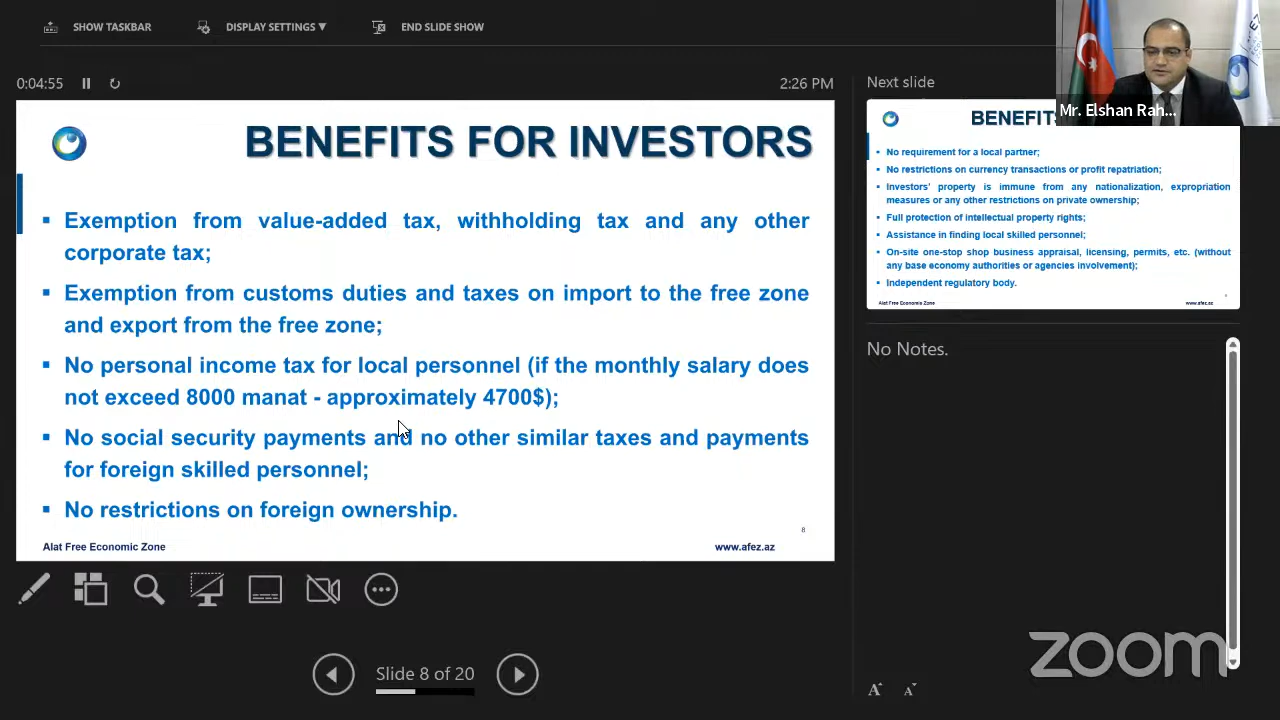 SHOW TASKBAR
DISPLAY SETTINGS ▼
END SLIDE SHOW
0:04:55
2:26 PM
BENEFITS FOR INVESTORS
▪ Exemption from value-added tax, withholding tax and any other
corporate tax;
▪ Exemption from customs duties and taxes on import to the free zone
and export from the free zone;
▪ No personal income tax for local personnel (if the monthly salary does
not exceed 8000 manat - approximately 4700$);
▪ No social security payments and no other similar taxes and payments
for foreign skilled personnel;
▪ No restrictions on foreign ownership.
8
Alat Free Economic Zone
www.afez.az
Slide 8 of 20
Next slide
Mr. Elshan Rah...
▪ No requirement for a local partner;
▪ No restrictions on currency transactions or profit repatriation;
▪ Investors' property is immune from any nationalization, expropriation
measures or any other restrictions on private ownership;
▪ Full protection of intellectual property rights;
▪ Assistance in finding local skilled personnel;
▪ On-site one-stop shop business appraisal, licensing, permits, etc. (without
any base economy authorities or agencies involvement);
▪ Independent regulatory body.
Alat Free Economic Zone
www.afez.az
No Notes.
zoom
A A